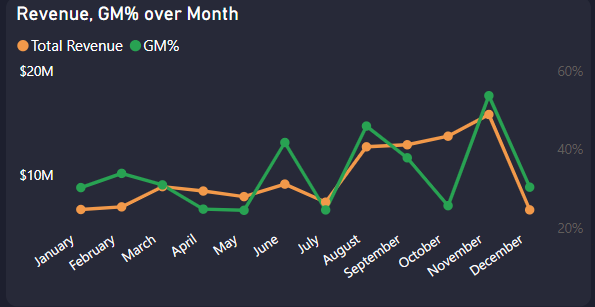 Revenue, GM% over Month
Total Revenue GM%
$20M 60%
40%
$10M
20%
January February March April May June July August September October November December